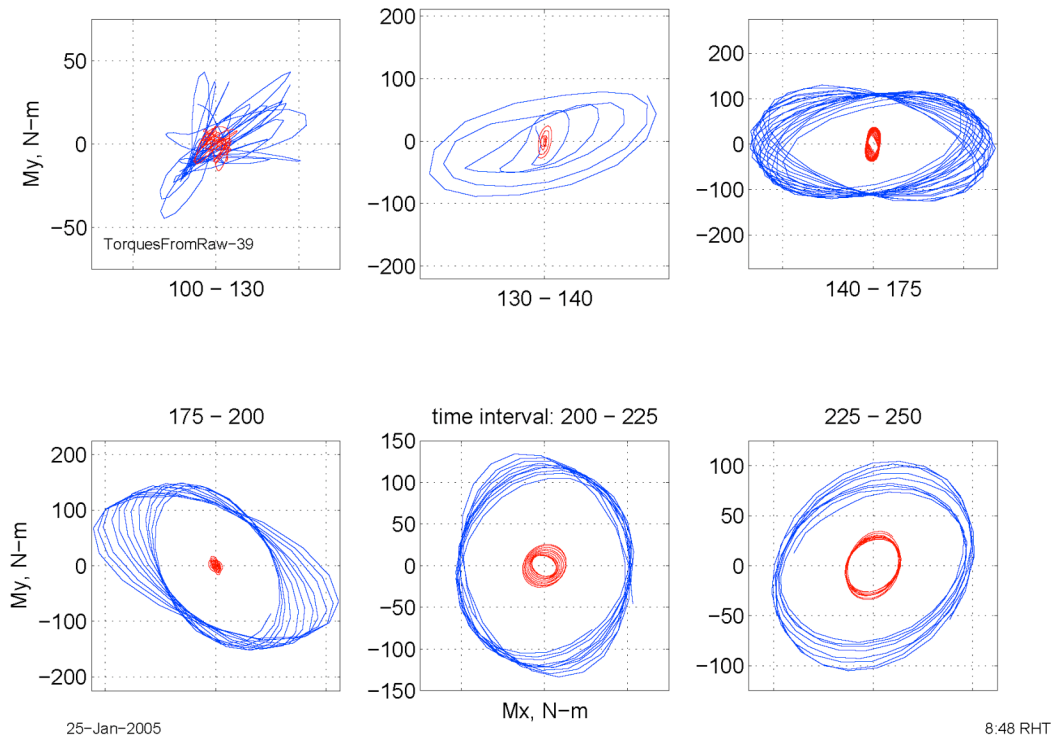 50
0
−50
My, N−m
TorquesFromRaw−39
100 − 130
200
100
0
−100
−200
130 − 140
200
100
0
−100
−200
140 − 175
175 − 200
200
100
0
−100
−200
My, N−m
time interval: 200 − 225
150
100
50
0
−50
−100
−150
Mx, N−m
225 − 250
100
50
0
−50
−100
25−Jan−2005
8:48 RHT